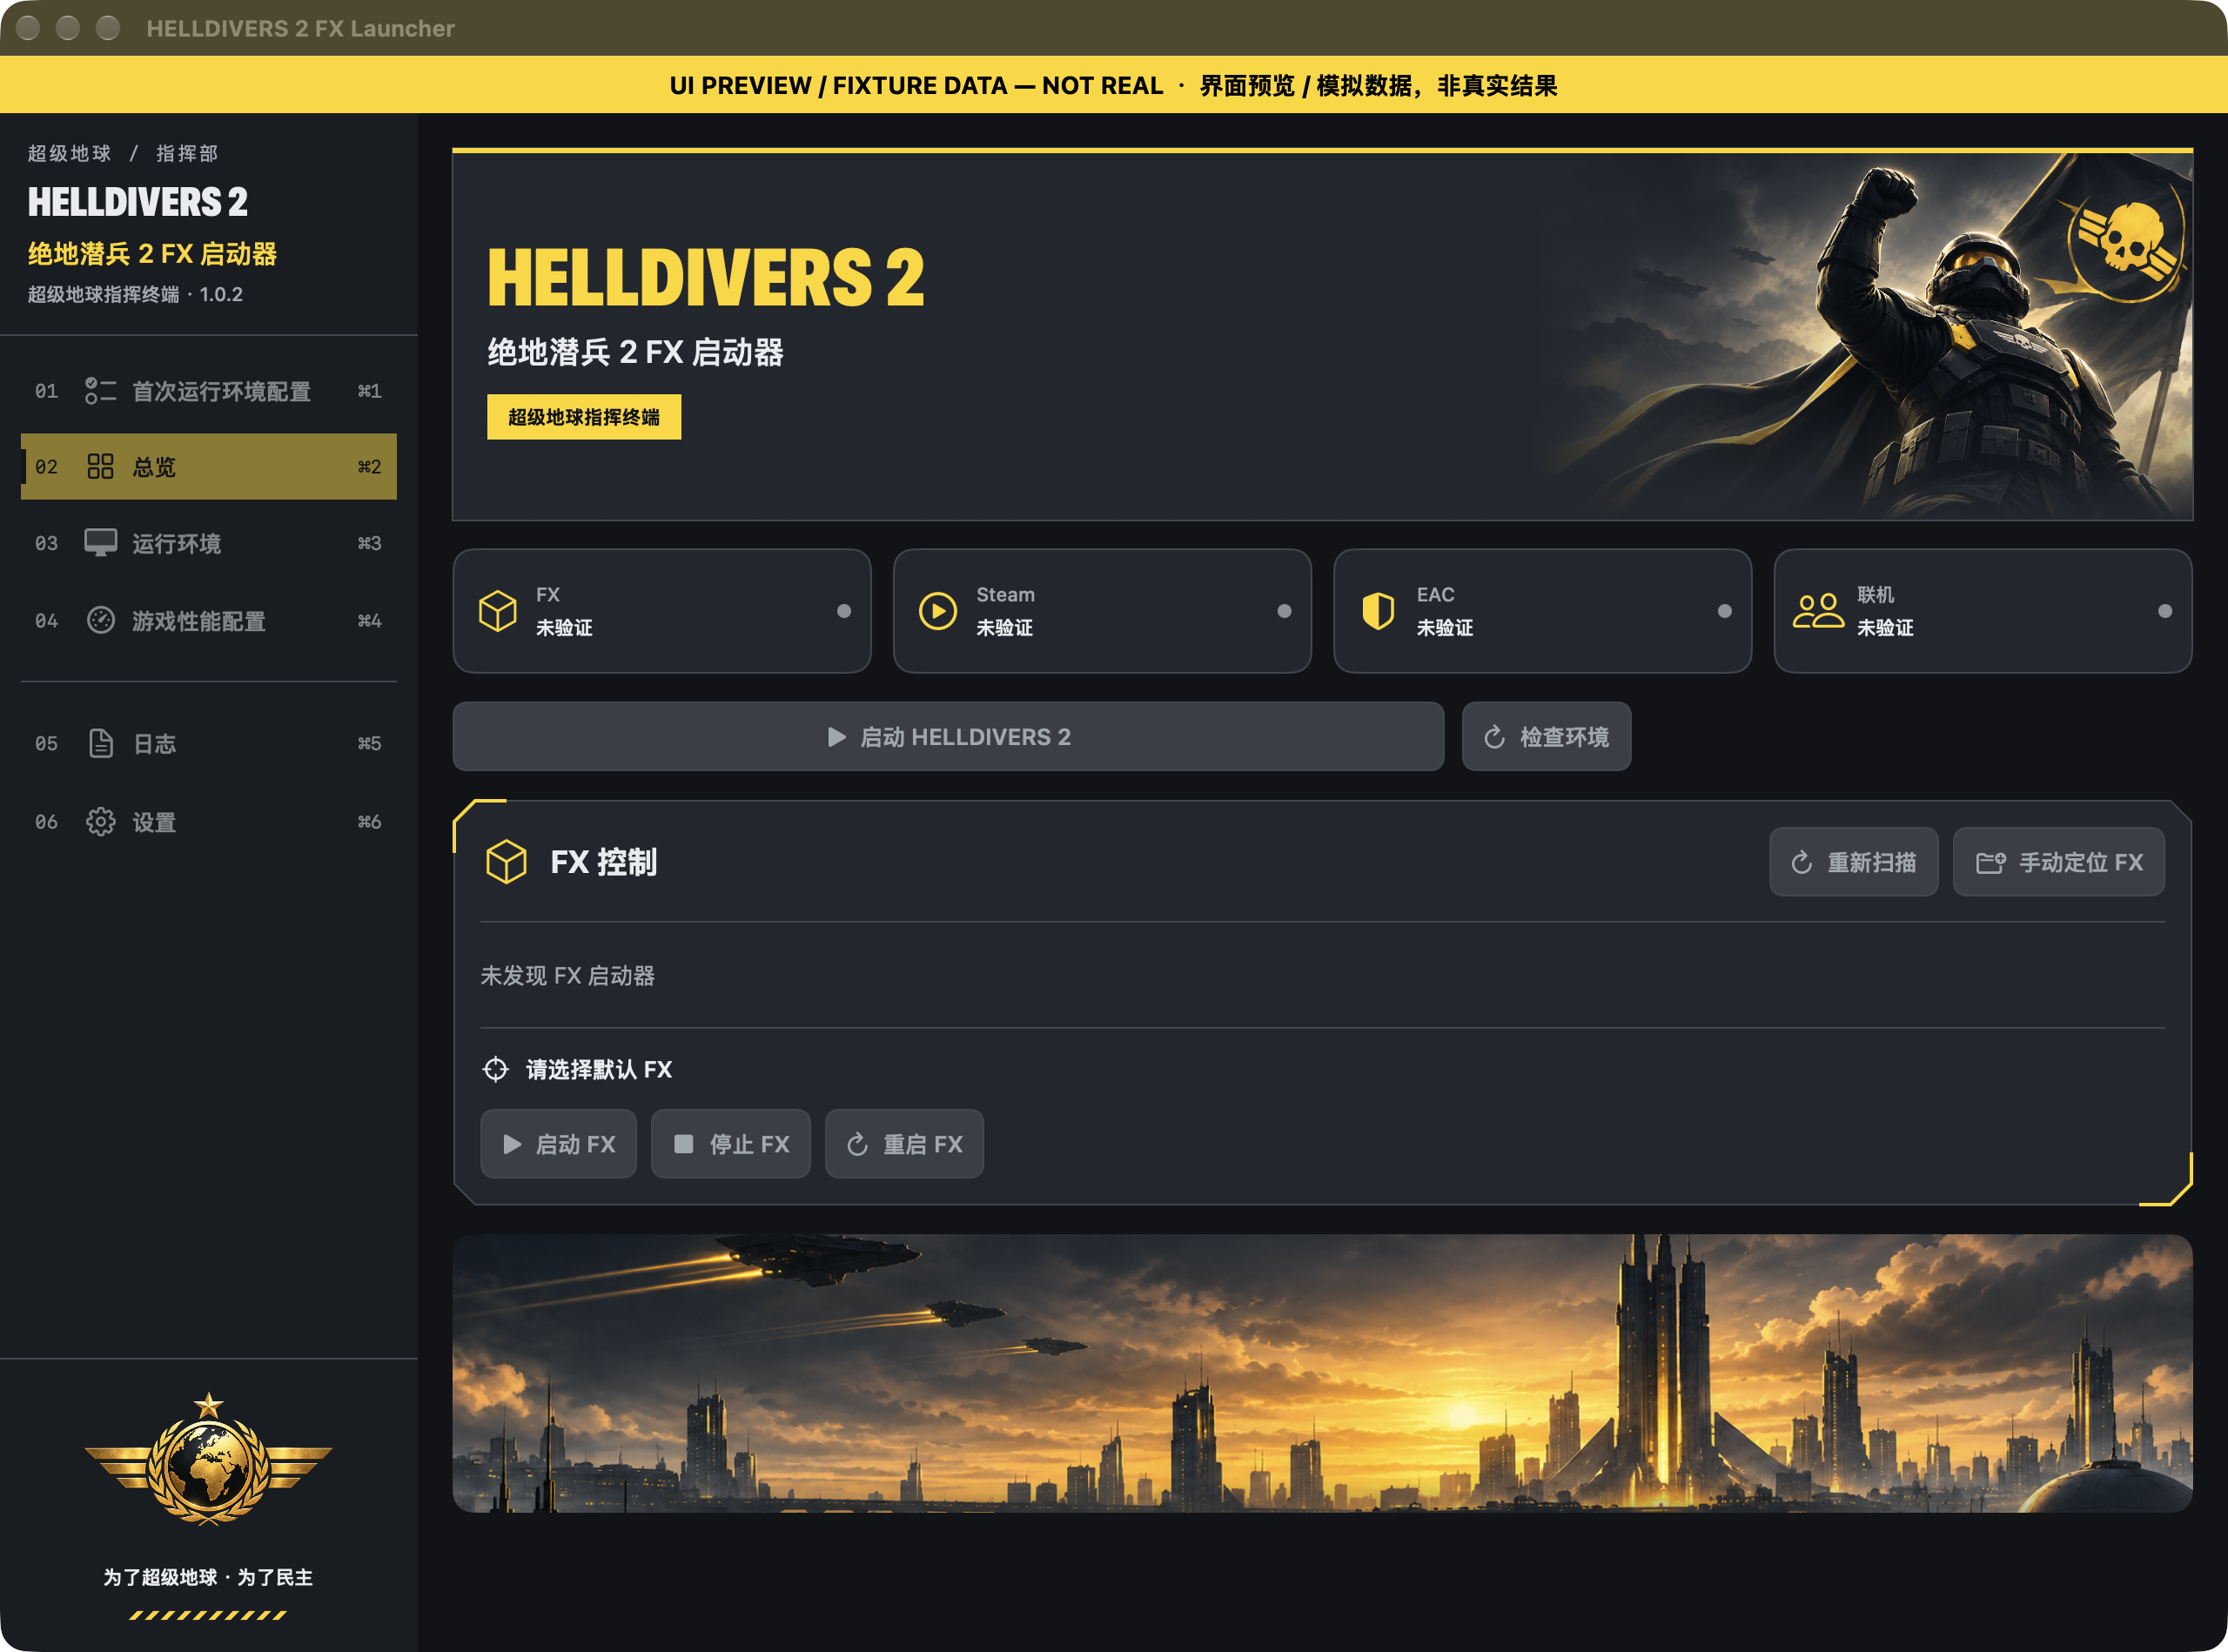 HELLDIVERS 2 FX Launcher
UI PREVIEW / FIXTURE DATA — NOT REAL · 界面预览 / 模拟数据，非真实结果
超级地球 / 指挥部
HELLDIVERS 2
绝地潜兵 2 FX 启动器
超级地球指挥终端 · 1.0.2
01 首次运行环境配置 ⌘1
02 总览 ⌘2
03 运行环境 ⌘3
04 游戏性能配置 ⌘4
05 日志 ⌘5
06 设置 ⌘6
为了超级地球 · 为了民主
HELLDIVERS 2
绝地潜兵 2 FX 启动器
超级地球指挥终端
FX
未验证
Steam
未验证
EAC
未验证
联机
未验证
启动 HELLDIVERS 2
检查环境
FX 控制
重新扫描
手动定位 FX
未发现 FX 启动器
请选择默认 FX
启动 FX
停止 FX
重启 FX